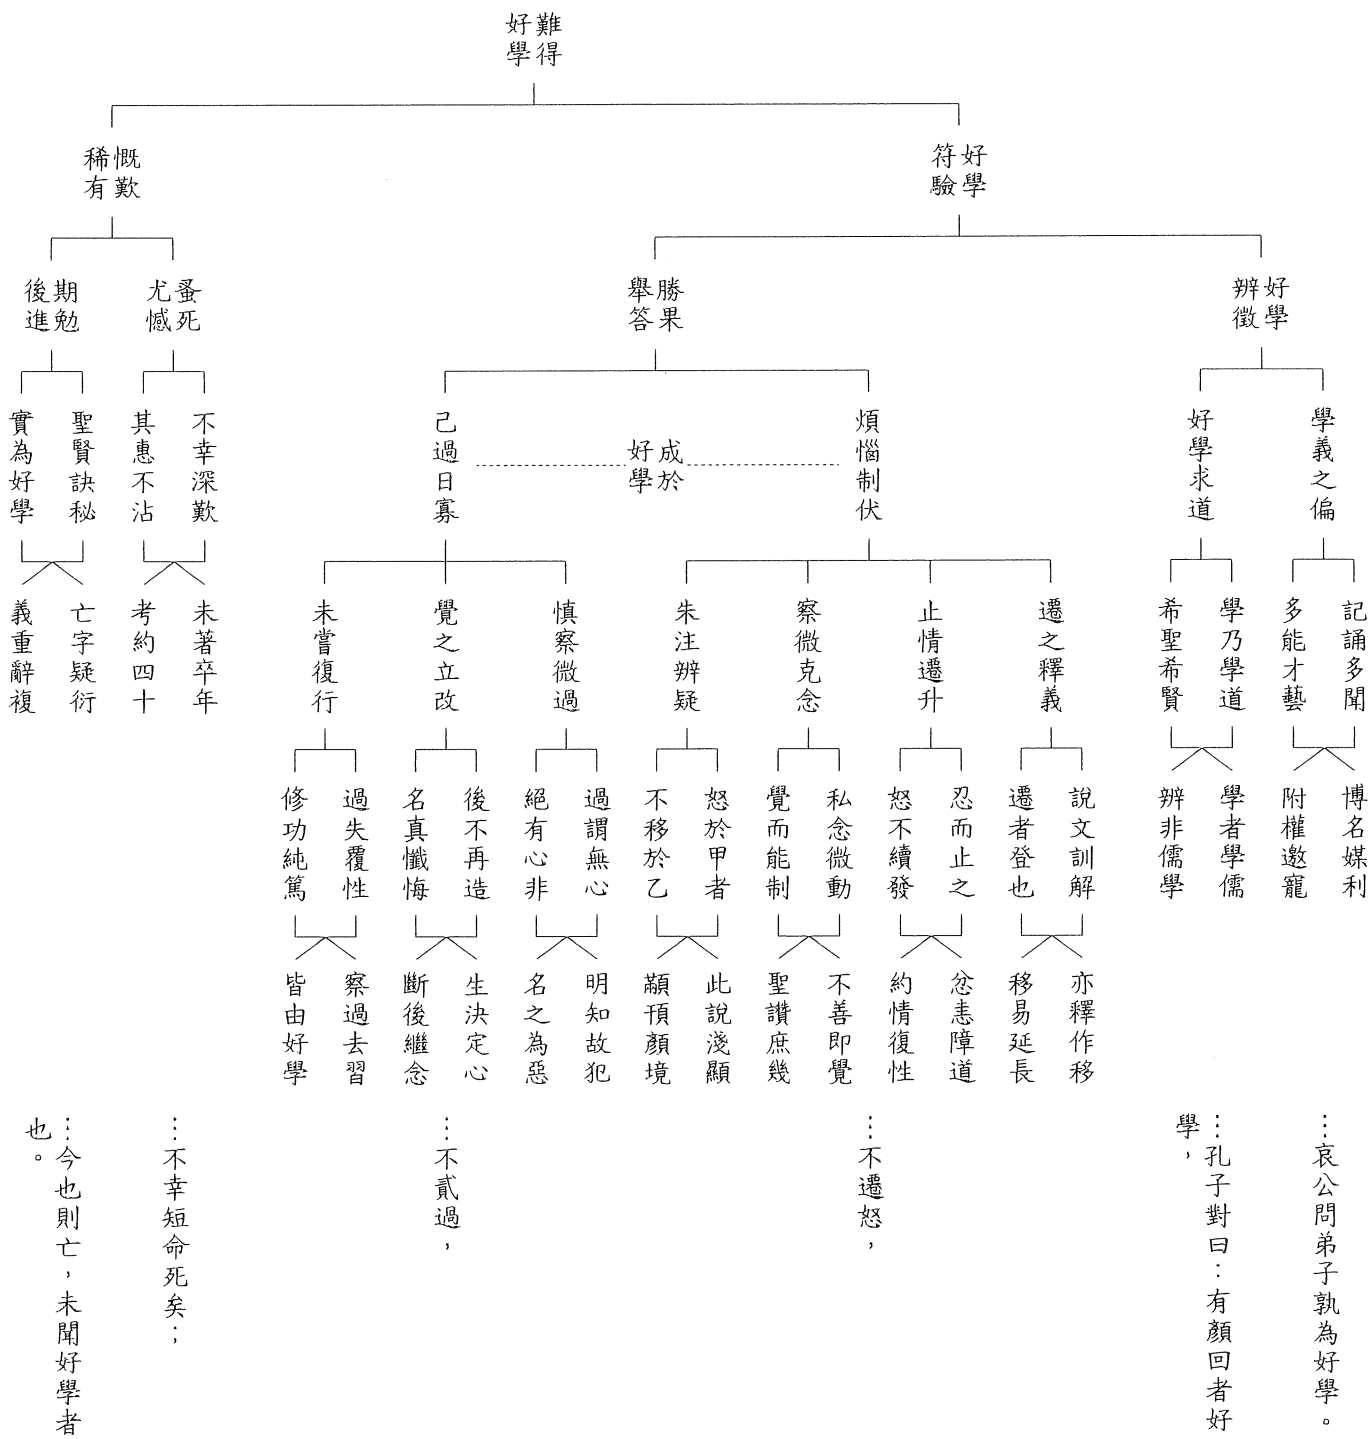 難得
好學
好學
符驗
慨歎
稀有
好學
辨徵
勝果
舉答
蚤死
尤憾
期勉
後進
學義之偏
好學求道
煩惱制伏
成於
好學
己過日寡
不幸深歎
其惠不沾
聖賢訣秘
實為好學
記誦多聞
多能才藝
學乃學道
希聖希賢
遷之釋義
止情遷升
察微克念
朱注辨疑
慎察微過
覺之立改
未嘗復行
未著卒年
考約四十
亡字疑衍
義重辭複
博名媒利
附權邀寵
學者學儒
辨非儒學
說文訓解
遷者登也
忍而止之
怒不續發
私念微動
覺而能制
怒於甲者
不移於乙
過謂無心
絕有心非
後不再造
名真懺悔
過失覆性
修功純篤
亦釋作移
移易延長
忿恚障道
約情復性
不善即覺
聖讚庶幾
此說淺顯
顢頇顏境
明知故犯
名之為惡
生決定心
斷後繼念
察過去習
皆由好學
…哀公問弟子孰為好學。
…孔子對曰：有顏回者好
學，
…不遷怒，
…不貳過，
…不幸短命死矣；
…今也則亡，未聞好學者
也。